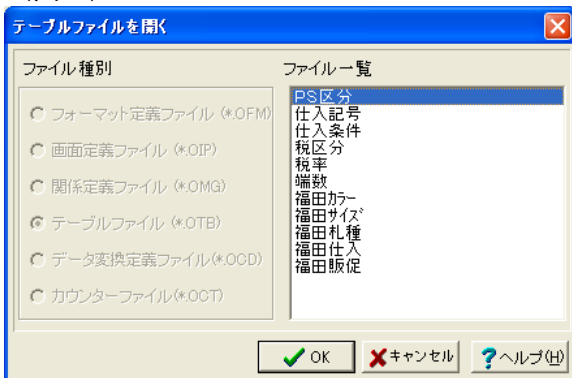 テーブルファイルを開く
ファイル種別
フォーマット定義ファイル (*.OFM)
画面定義ファイル (*.OIP)
関係定義ファイル (*.OMG)
テーブルファイル (*.OTB)
データ変換定義ファイル(*.OCD)
カウンターファイル(*.OCT)
ファイル一覧
PS区分
仕入記号
仕入条件
税区分
税率
端数
福田カラー
福田サイズ
福田札種
福田仕入
福田販促
OK
キャンセル
ヘルプ(H)